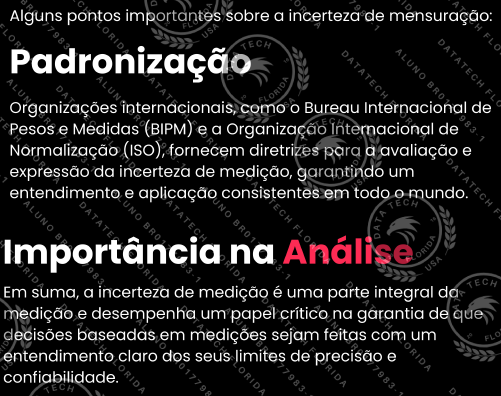 Alguns pontos importantes sobre a incerteza de mensuração:
Padronização
Organizações internacionais, como o Bureau Internacional de
Pesos e Medidas (BIPM) e a Organização Internacional de
Normalização (ISO), fornecem diretrizes para a avaliação e
expressão da incerteza de medição, garantindo um
entendimento e aplicação consistentes em todo o mundo.
Importância na Análise
Em suma, a incerteza de medição é uma parte integral da
medição e desempenha um papel crítico na garantia de que
decisões baseadas em medições sejam feitas com um
entendimento claro dos seus limites de precisão e
confiabilidade.